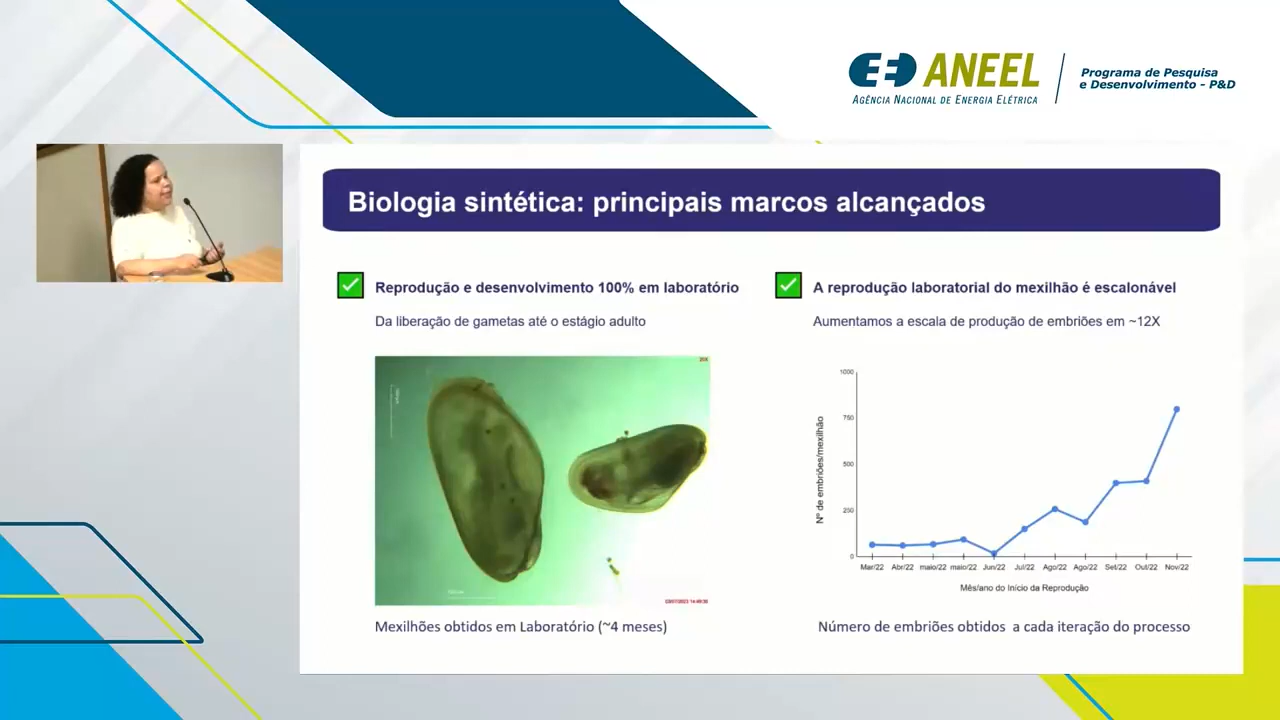 ANEEL
AGÊNCIA NACIONAL DE ENERGIA ELÉTRICA
Programa de Pesquisa
e Desenvolvimento - P&D
Biologia sintética: principais marcos alcançados
Reprodução e desenvolvimento 100% em laboratório
Da liberação de gametas até o estágio adulto
20X
Mexilhões obtidos em Laboratório (~4 meses)
A reprodução laboratorial do mexilhão é escalonável
Aumentamos a escala de produção de embriões em ~12X
Nº de embriões/mexilhão
1000
750
500
250
0
Mar/22 Abr/22 maio/22 maio/22 Jun/22 Jul/22 Ago/22 Ago/22 Set/22 Out/22 Nov/22
Mês/ano do Início da Reprodução
Número de embriões obtidos a cada iteração do processo